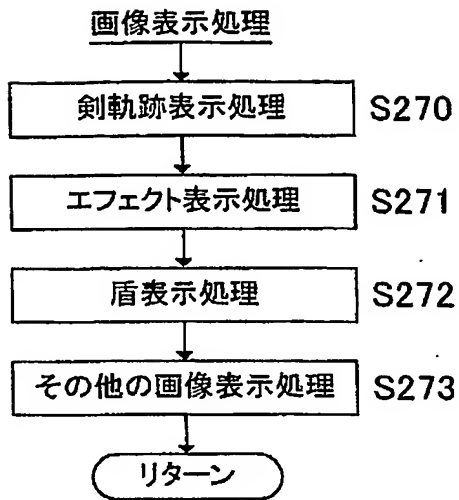 画像表示処理
剣軌跡表示処理 S270
エフェクト表示処理 S271
盾表示処理 S272
その他の画像表示処理 S273
リターン